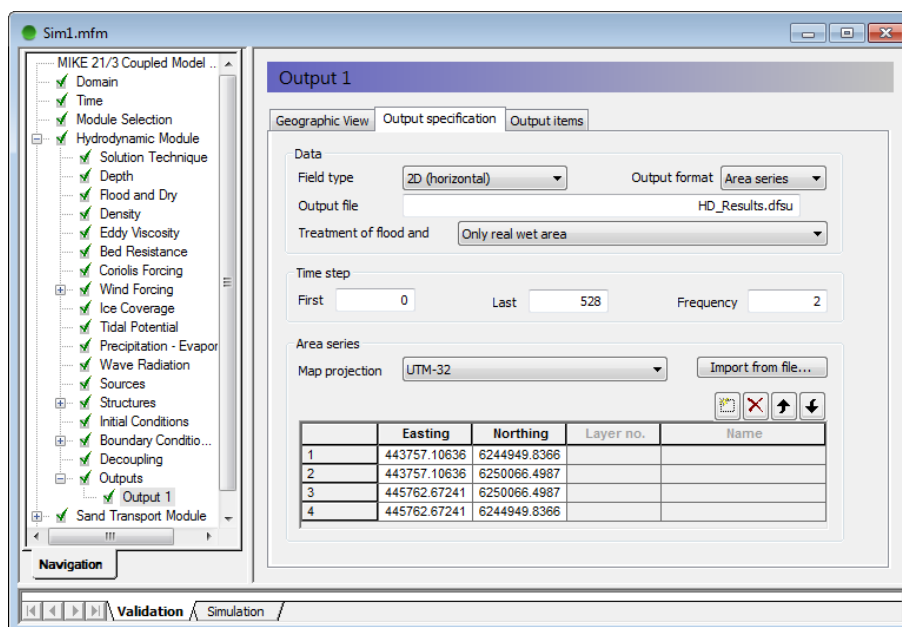 Sim1.mfm
MIKE 21/3 Coupled Model ..
Domain
Time
Module Selection
Hydrodynamic Module
Solution Technique
Depth
Flood and Dry
Density
Eddy Viscosity
Bed Resistance
Coriolis Forcing
Wind Forcing
Ice Coverage
Tidal Potential
Precipitation - Evapor
Wave Radiation
Sources
Structures
Initial Conditions
Boundary Conditio...
Decoupling
Outputs
Output 1
Sand Transport Module
Navigation
Output 1
Geographic View Output specification Output items
Data
Field type 2D (horizontal) Output format Area series
Output file HD_Results.dfsu
Treatment of flood and Only real wet area
Time step
First 0 Last 528 Frequency 2
Area series
Map projection UTM-32 Import from file...
Easting Northing Layer no. Name
1 443757.10636 6244949.8366
2 443757.10636 6250066.4987
3 445762.67241 6250066.4987
4 445762.67241 6244949.8366
Validation Simulation